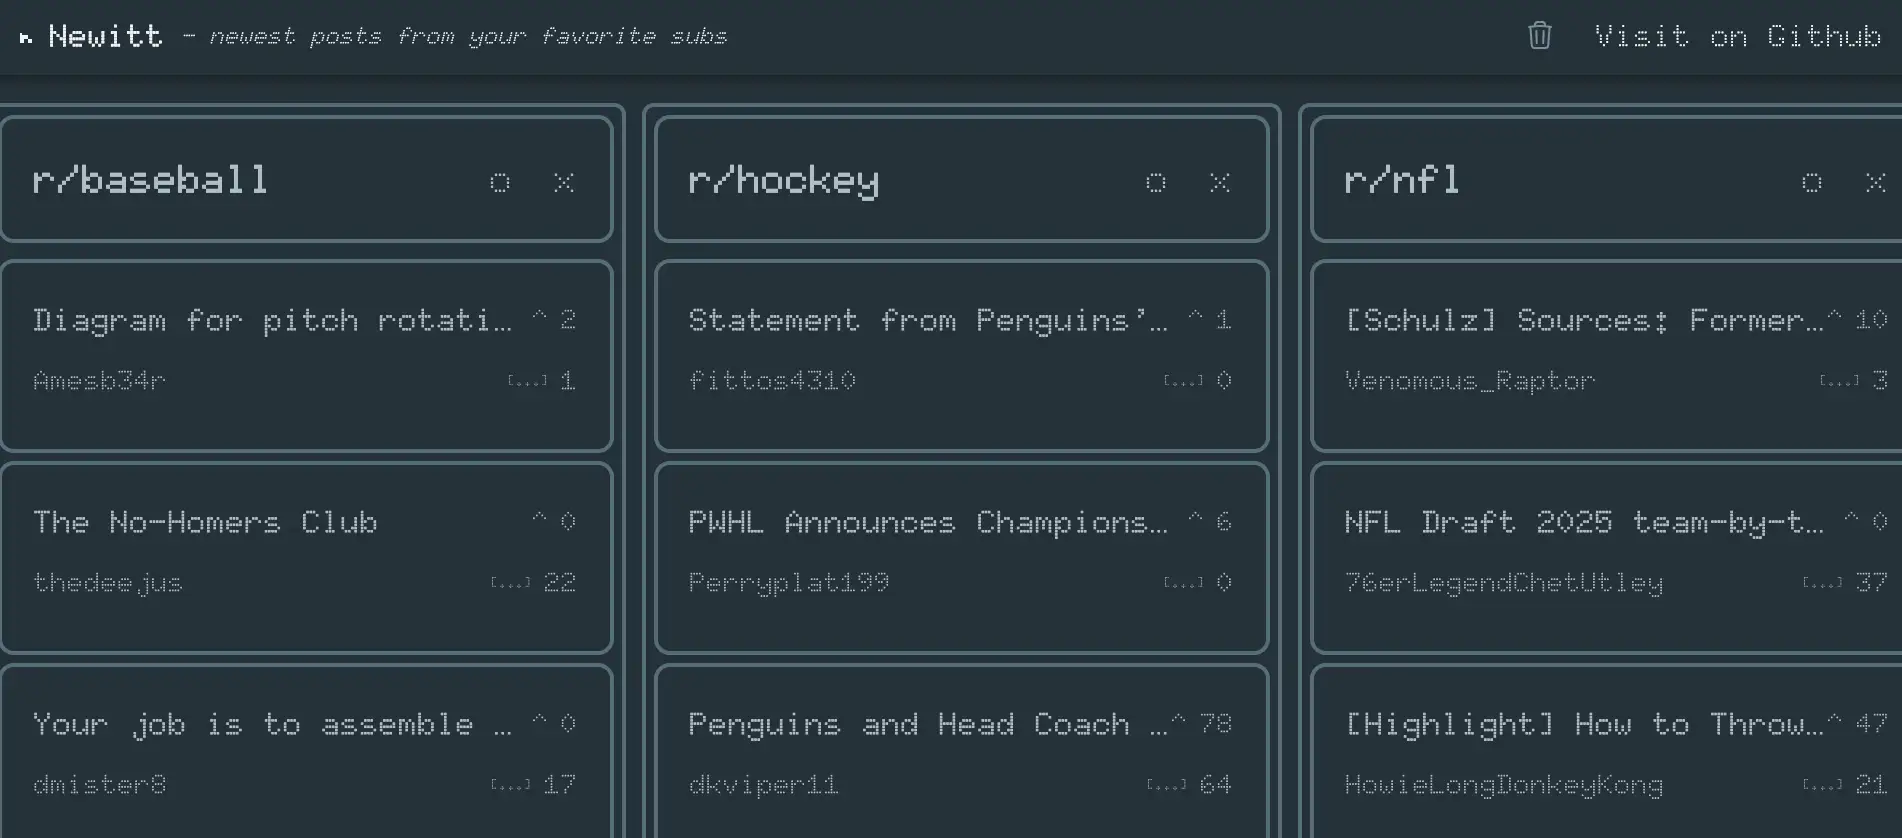 Newitt - newest posts from your favorite subs
Visit on Github
r/baseball
Diagram for pitch rotati… ^ 2
Amesb34r [...] 1
The No-Homers Club ^ 0
thedeejus [...] 22
Your job is to assemble … ^ 0
dmister8 [...] 17
r/hockey
Statement from Penguins’… ^ 1
fittos4310 [...] 0
PWHL Announces Champions… ^ 6
Perryplat199 [...] 0
Penguins and Head Coach …^ 78
dkviper11 [...] 64
r/nfl
[Schulz] Sources: Former…^ 10
Venomous_Raptor [...] 3
NFL Draft 2025 team-by-t… ^ 0
76erLegendChetUtley [...] 37
[Highlight] How to Throw…^ 47
HowieLongDonkeyKong [...] 21